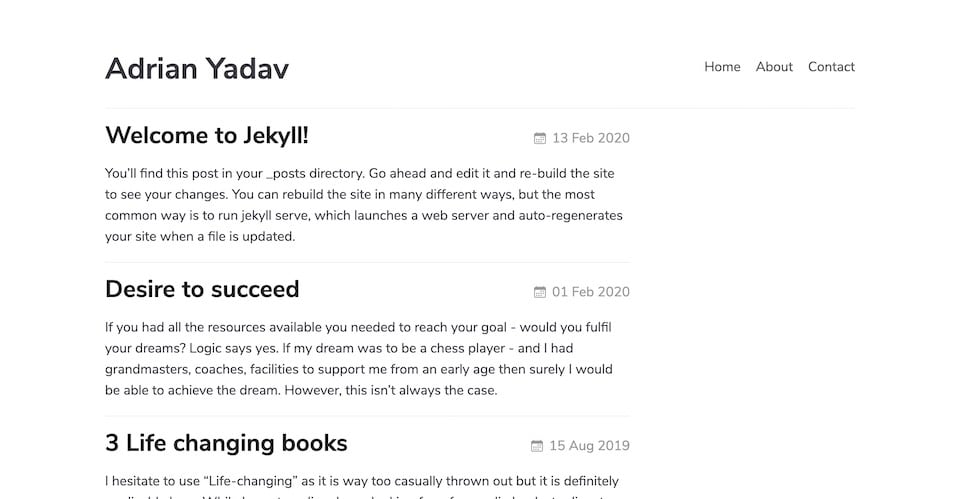 Adrian Yadav
Home About Contact
Welcome to Jekyll!
13 Feb 2020
You’ll find this post in your _posts directory. Go ahead and edit it and re-build the site
to see your changes. You can rebuild the site in many different ways, but the most
common way is to run jekyll serve, which launches a web server and auto-regenerates
your site when a file is updated.
Desire to succeed
01 Feb 2020
If you had all the resources available you needed to reach your goal - would you fulfil
your dreams? Logic says yes. If my dream was to be a chess player - and I had
grandmasters, coaches, facilities to support me from an early age then surely I would
be able to achieve the dream. However, this isn’t always the case.
3 Life changing books
15 Aug 2019
I hesitate to use “Life-changing” as it is way too casually thrown out but it is definitely